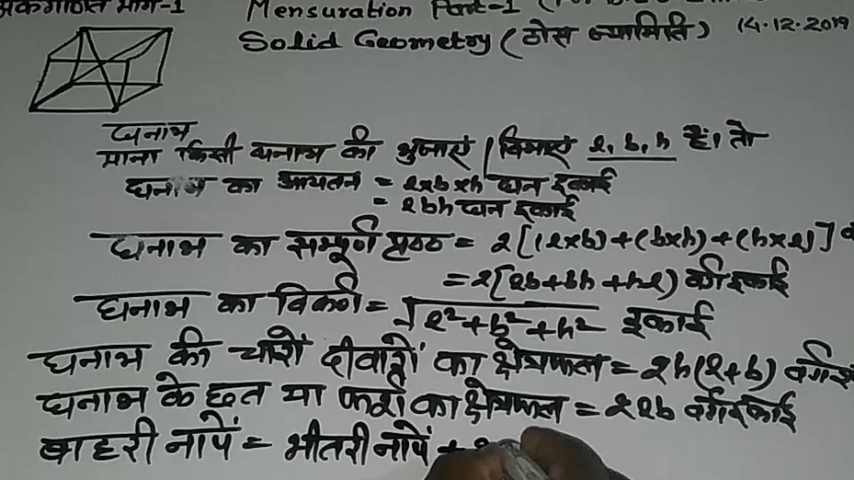 अंकगणित भाग-1 Mensuration Part-1
Solid Geometry (ठोस ज्यामिति) 14.12.2019
घनाभ
माना किसी घनाभ की भुजाएं / विमाएं l, b, h हैं। तो
घनाभ का आयतन = l×b×h घन इकाई
= lbh घन इकाई
घनाभ का सम्पूर्ण पृष्ठ = 2[(l×b)+(b×h)+(h×l)]
= 2[lb+bh+hl) वर्ग इकाई
घनाभ का विकर्ण = √l²+b²+h² इकाई
घनाभ की चारों दीवारों का क्षेत्रफल = 2h(l+b)
घनाभ के छत या फर्श का क्षेत्रफल = 2lb वर्ग इकाई
बाहरी नापें = भीतरी नापें +